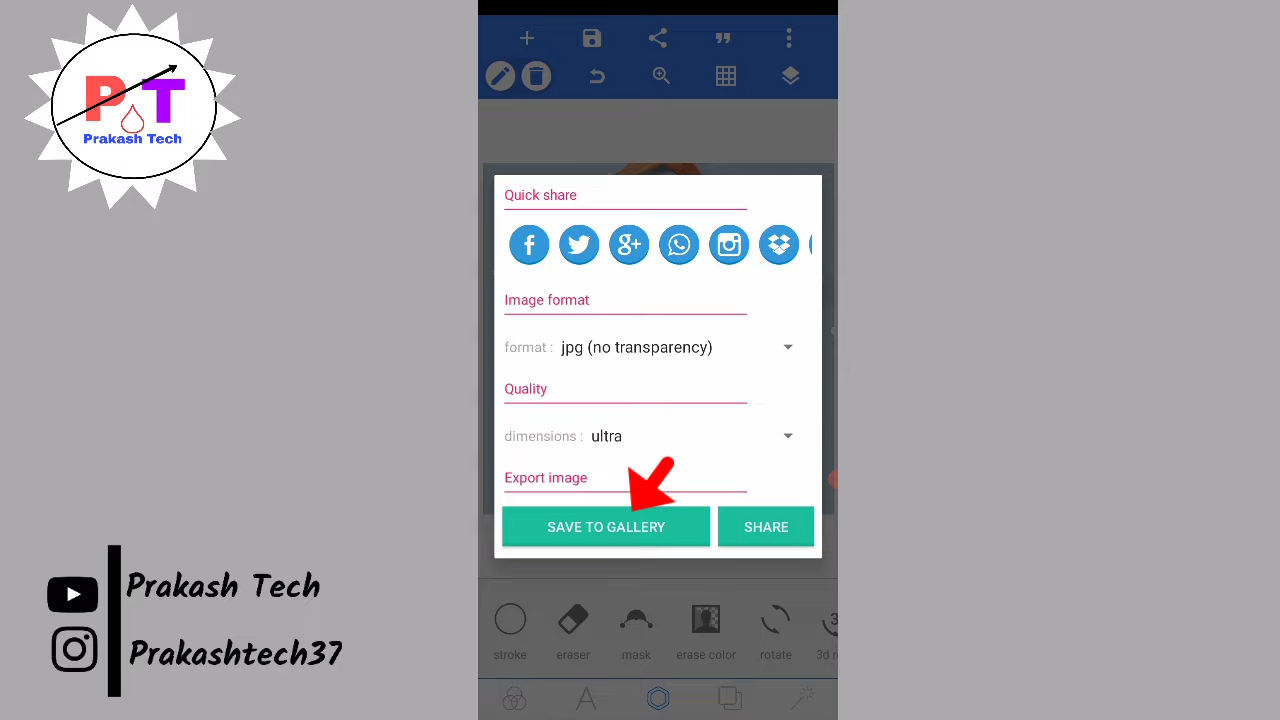 P T
Prakash Tech
Quick share
Image format
format : jpg (no transparency)
Quality
dimensions : ultra
Export image
SAVE TO GALLERY
SHARE
stroke
eraser
mask
erase color
rotate
Prakash Tech
Prakashtech37